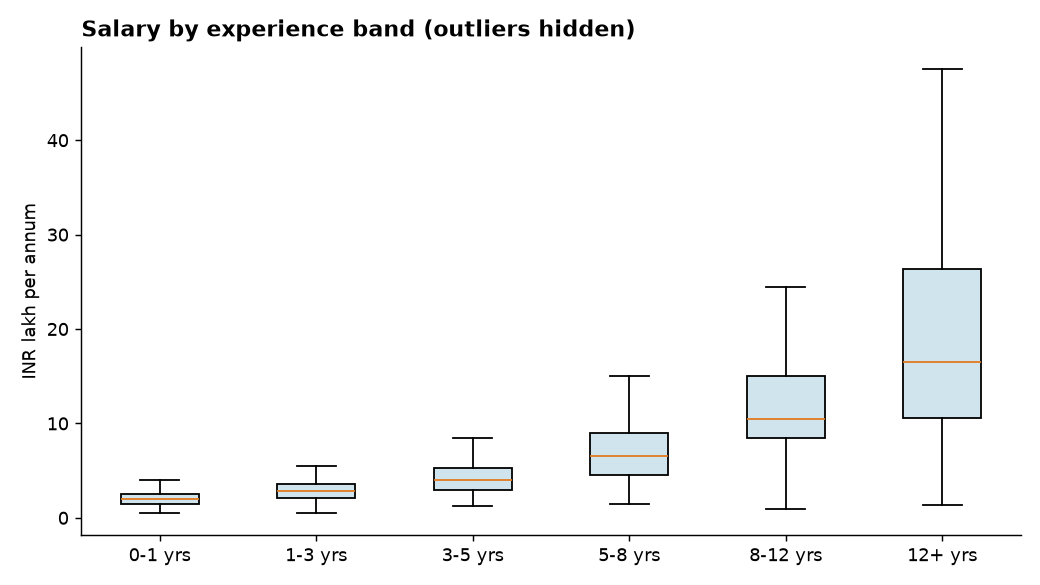 Salary by experience band (outliers hidden)
INR lakh per annum
40
30
20
10
0
0-1 yrs
1-3 yrs
3-5 yrs
5-8 yrs
8-12 yrs
12+ yrs